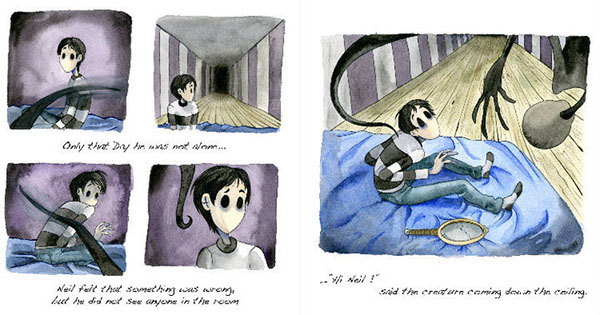 Only that Day he was not alone...
Neil felt that something was wrong,
but he did not see anyone in the room
..."Hi Neil !"
said the creature coming down the ceiling.